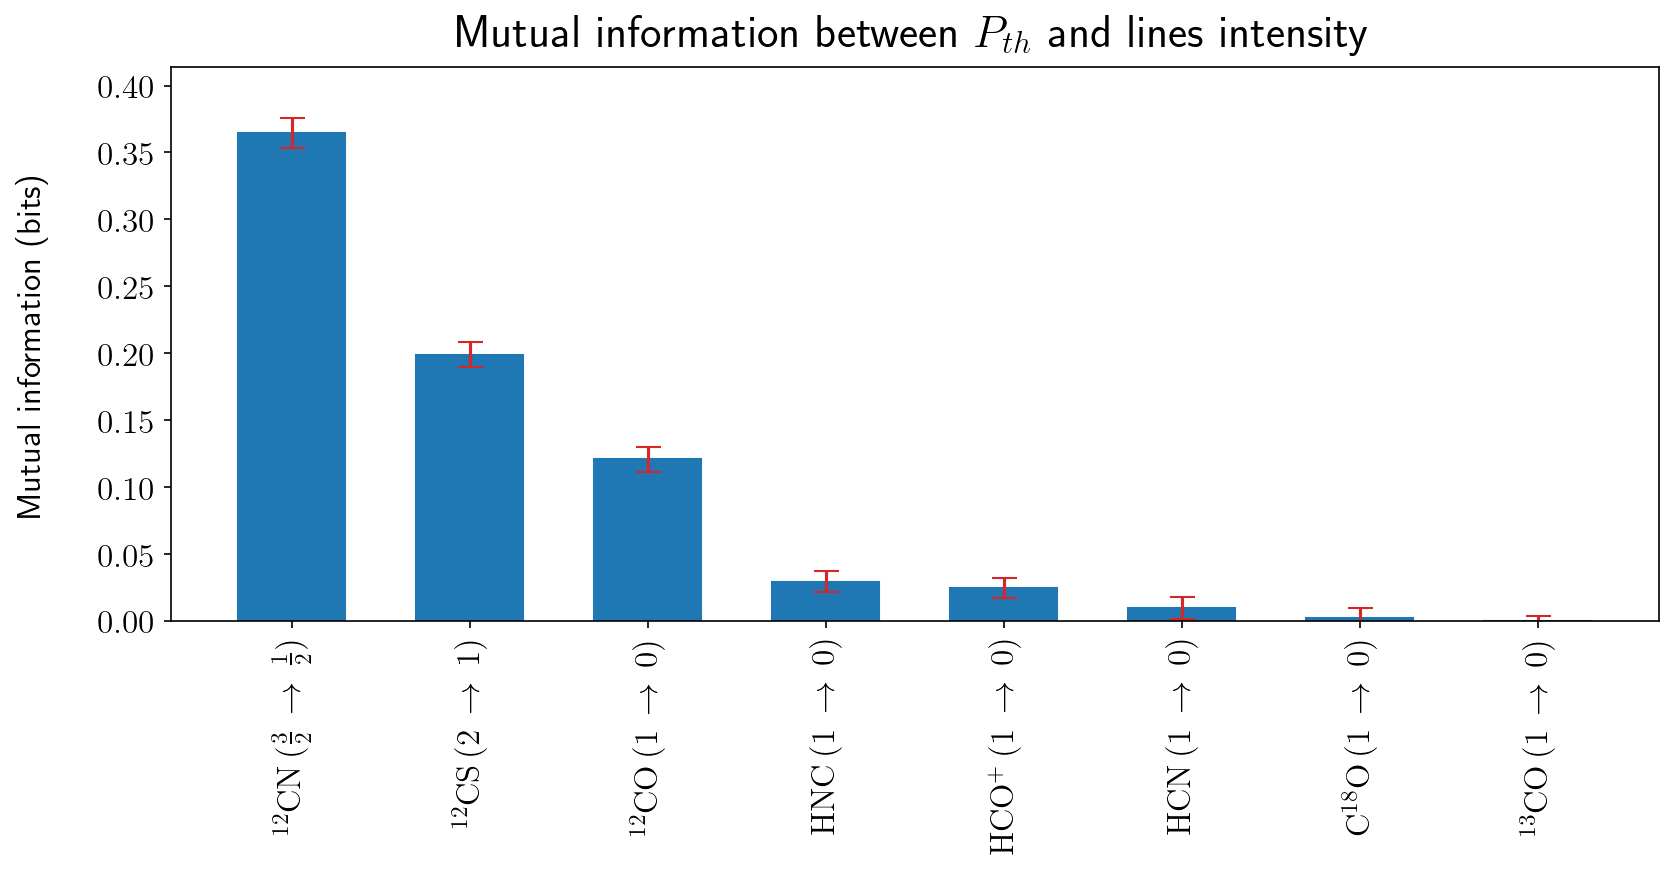 Mutual information between P_{th} and lines intensity
Mutual information (bits)
0.40
0.35
0.30
0.25
0.20
0.15
0.10
0.05
0.00
¹²CN (3/2 → 1/2)
¹²CS (2 → 1)
¹²CO (1 → 0)
HNC (1 → 0)
HCO⁺ (1 → 0)
HCN (1 → 0)
C¹⁸O (1 → 0)
¹³CO (1 → 0)